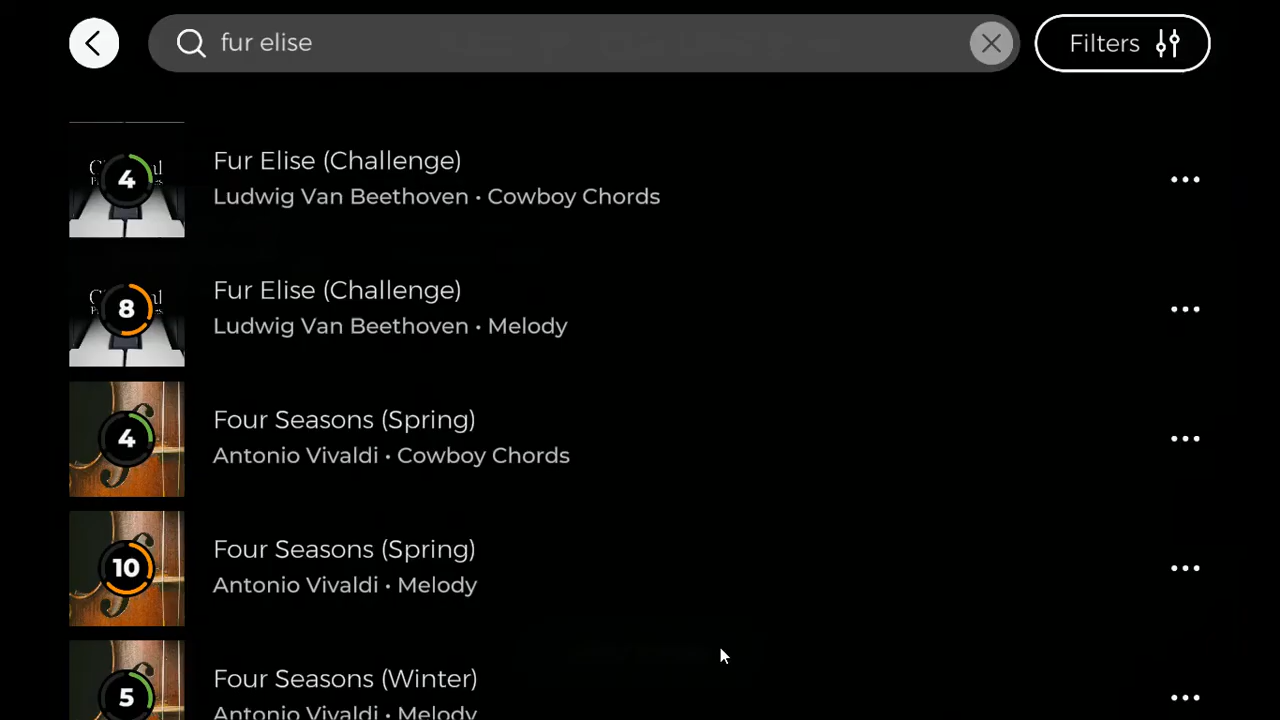 fur elise
Filters
4
Fur Elise (Challenge)
Ludwig Van Beethoven • Cowboy Chords
8
Fur Elise (Challenge)
Ludwig Van Beethoven • Melody
4
Four Seasons (Spring)
Antonio Vivaldi • Cowboy Chords
10
Four Seasons (Spring)
Antonio Vivaldi • Melody
5
Four Seasons (Winter)
Antonio Vivaldi • Melody